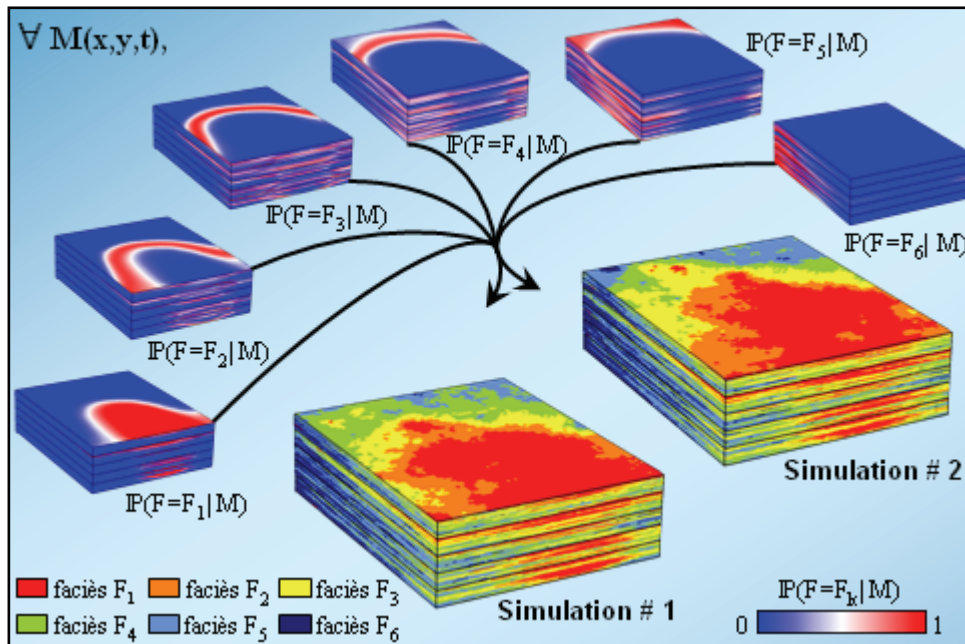 ∀ M(x,y,t),
ℙ(F=F₅|M)
ℙ(F=F₄|M)
ℙ(F=F₃|M)
ℙ(F=F₆|M)
ℙ(F=F₂|M)
ℙ(F=F₁|M)
Simulation # 2
Simulation # 1
faciès F₁ faciès F₂ faciès F₃
faciès F₄ faciès F₅ faciès F₆
ℙ(F=Fₖ|M)
0 1